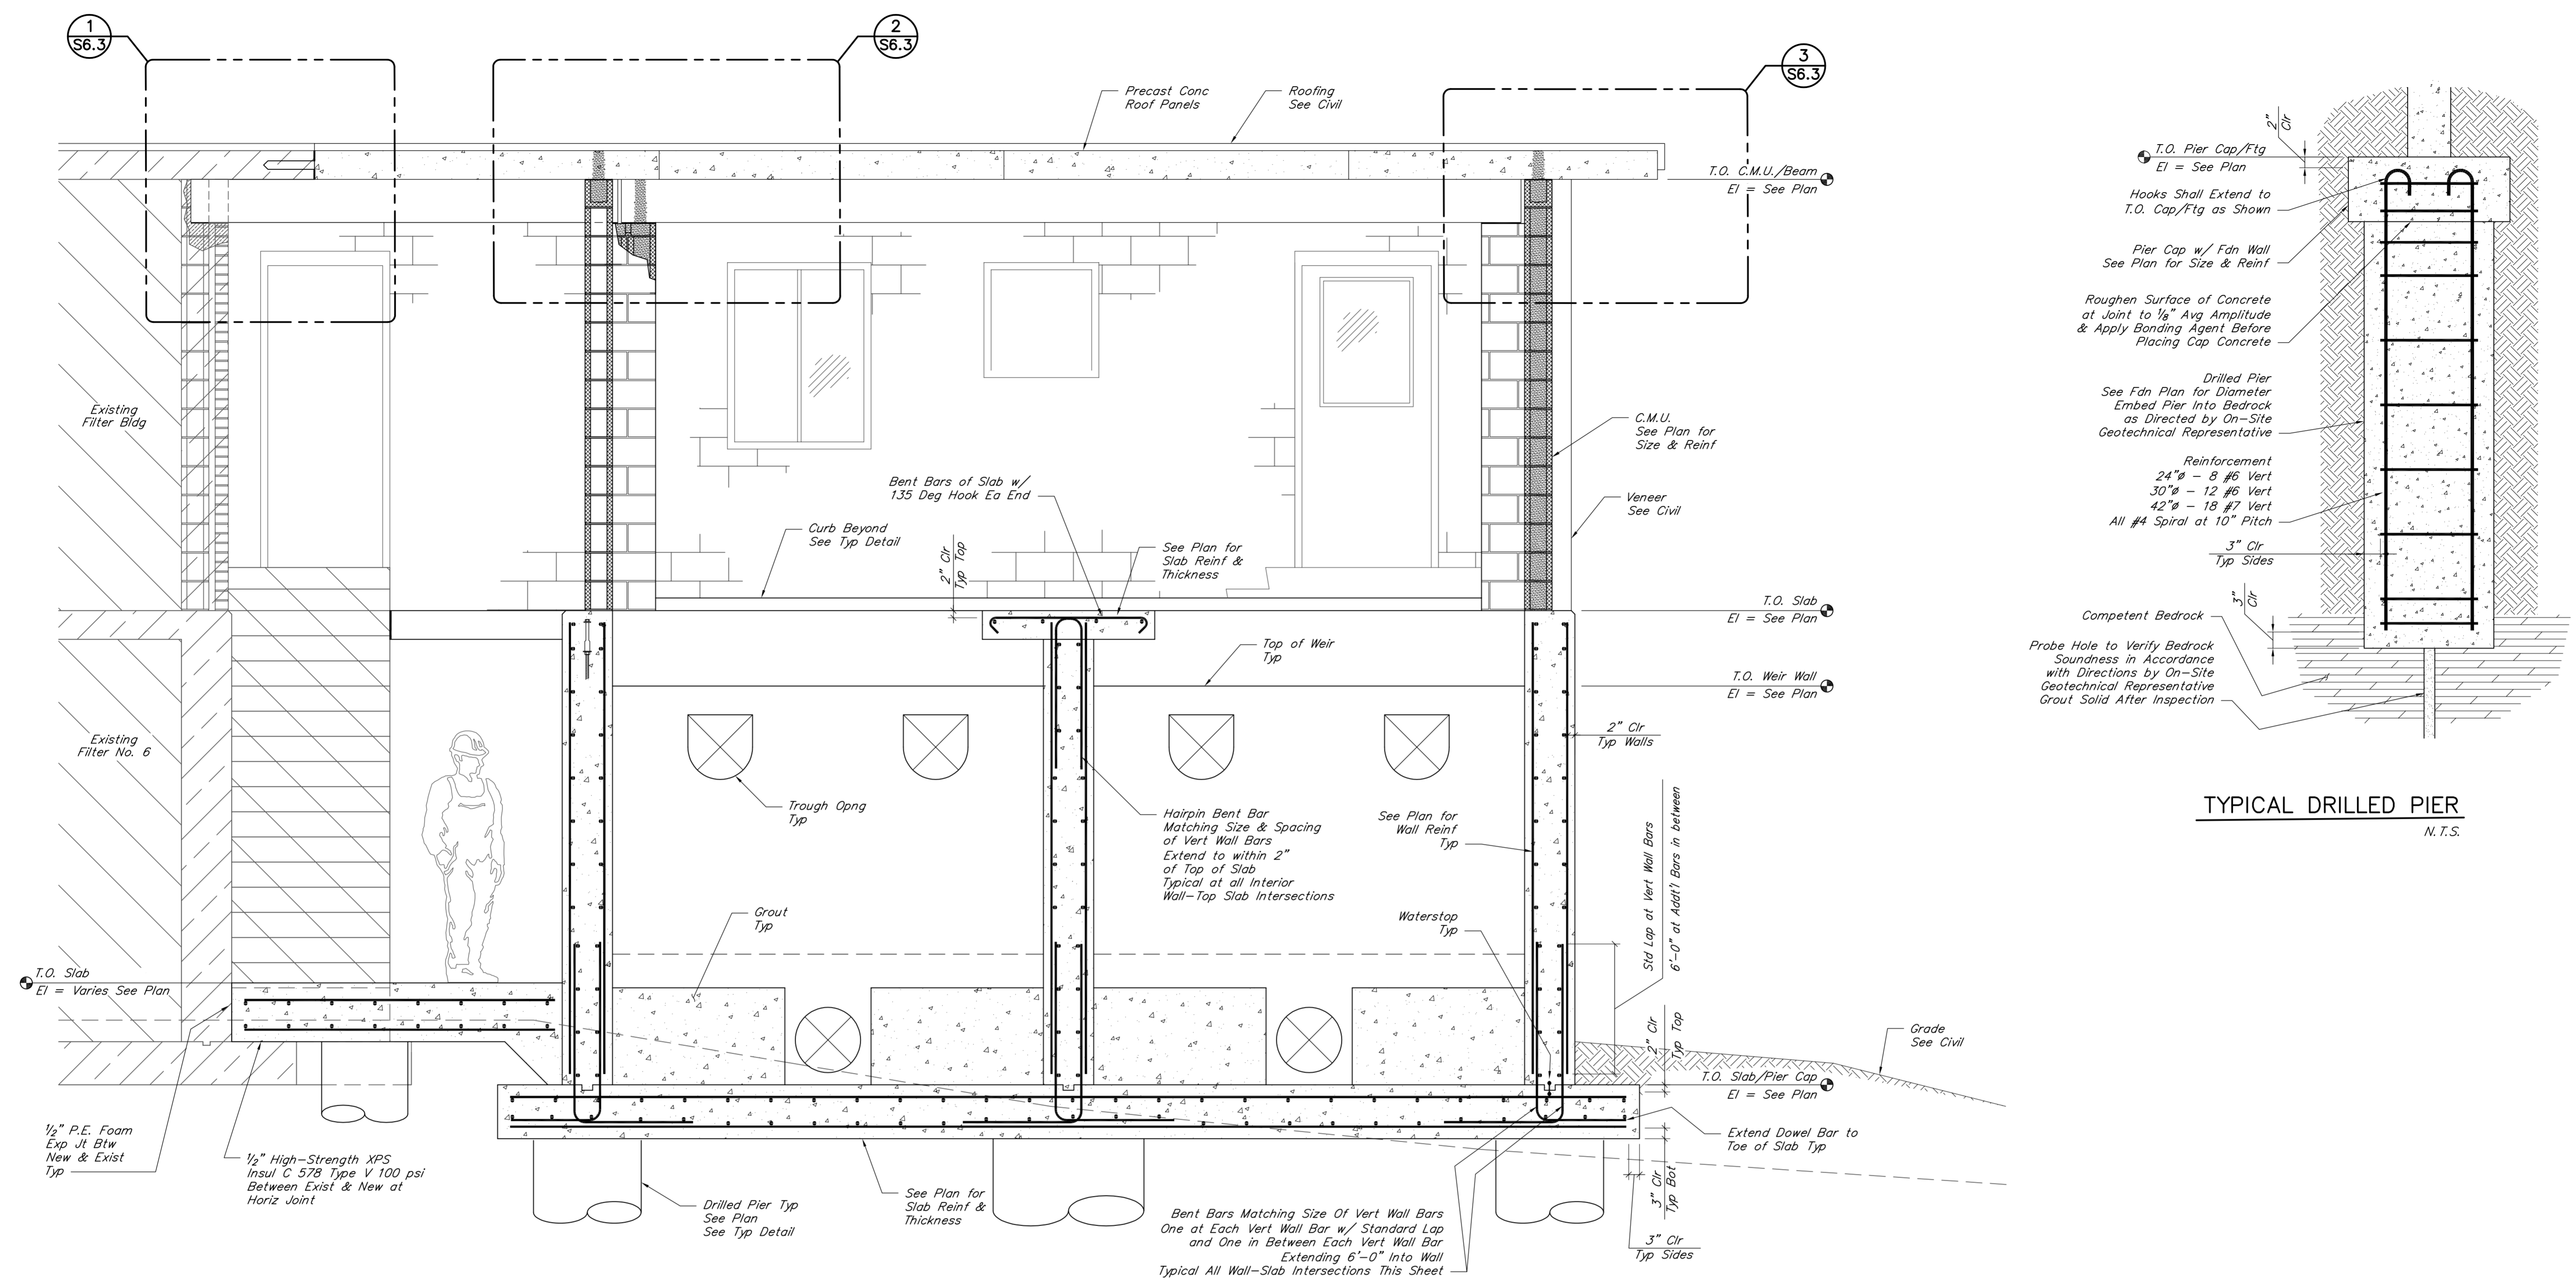 1
S6.3
2
S6.3
3
S6.3
Precast Conc
Roof Panels
Roofing
See Civil
T.O. C.M.U./Beam
El = See Plan
Existing
Filter Bldg
C.M.U.
See Plan for
Size & Reinf
Bent Bars of Slab w/
135 Deg Hook Ea End
Veneer
See Civil
Curb Beyond
See Typ Detail
2" Clr
Typ Top
See Plan for
Slab Reinf &
Thickness
T.O. Slab
El = See Plan
Top of Weir
Typ
T.O. Weir Wall
El = See Plan
Existing
Filter No. 6
2" Clr
Typ Walls
Trough Opng
Typ
Hairpin Bent Bar
Matching Size & Spacing
of Vert Wall Bars
Extend to within 2"
of Top of Slab
Typical at all Interior
Wall-Top Slab Intersections
See Plan for
Wall Reinf
Typ
Std Lap at Vert Wall Bars
6'-0" at Addt'l Bars in between
Grout
Typ
Waterstop
Typ
T.O. Slab
El = Varies See Plan
2" Clr
Typ Top
Grade
See Civil
T.O. Slab/Pier Cap
El = See Plan
½" P.E. Foam
Exp Jt Btw
New & Exist
Typ
½" High-Strength XPS
Insul C 578 Type V 100 psi
Between Exist & New at
Horiz Joint
Extend Dowel Bar to
Toe of Slab Typ
Drilled Pier Typ
See Plan
See Typ Detail
See Plan for
Slab Reinf &
Thickness
3" Clr
Typ Bot
Bent Bars Matching Size Of Vert Wall Bars
One at Each Vert Wall Bar w/ Standard Lap
and One in Between Each Vert Wall Bar
Extending 6'-0" Into Wall
Typical All Wall-Slab Intersections This Sheet
3" Clr
Typ Sides
2"
Clr
T.O. Pier Cap/Ftg
El = See Plan
Hooks Shall Extend to
T.O. Cap/Ftg as Shown
Pier Cap w/ Fdn Wall
See Plan for Size & Reinf
Roughen Surface of Concrete
at Joint to ⅛" Avg Amplitude
& Apply Bonding Agent Before
Placing Cap Concrete
Drilled Pier
See Fdn Plan for Diameter
Embed Pier Into Bedrock
as Directed by On-Site
Geotechnical Representative
Reinforcement
24"ø - 8 #6 Vert
30"ø - 12 #6 Vert
42"ø - 18 #7 Vert
All #4 Spiral at 10" Pitch
3" Clr
Typ Sides
3"
Clr
Competent Bedrock
Probe Hole to Verify Bedrock
Soundness in Accordance
with Directions by On-Site
Geotechnical Representative
Grout Solid After Inspection
TYPICAL DRILLED PIER
N.T.S.